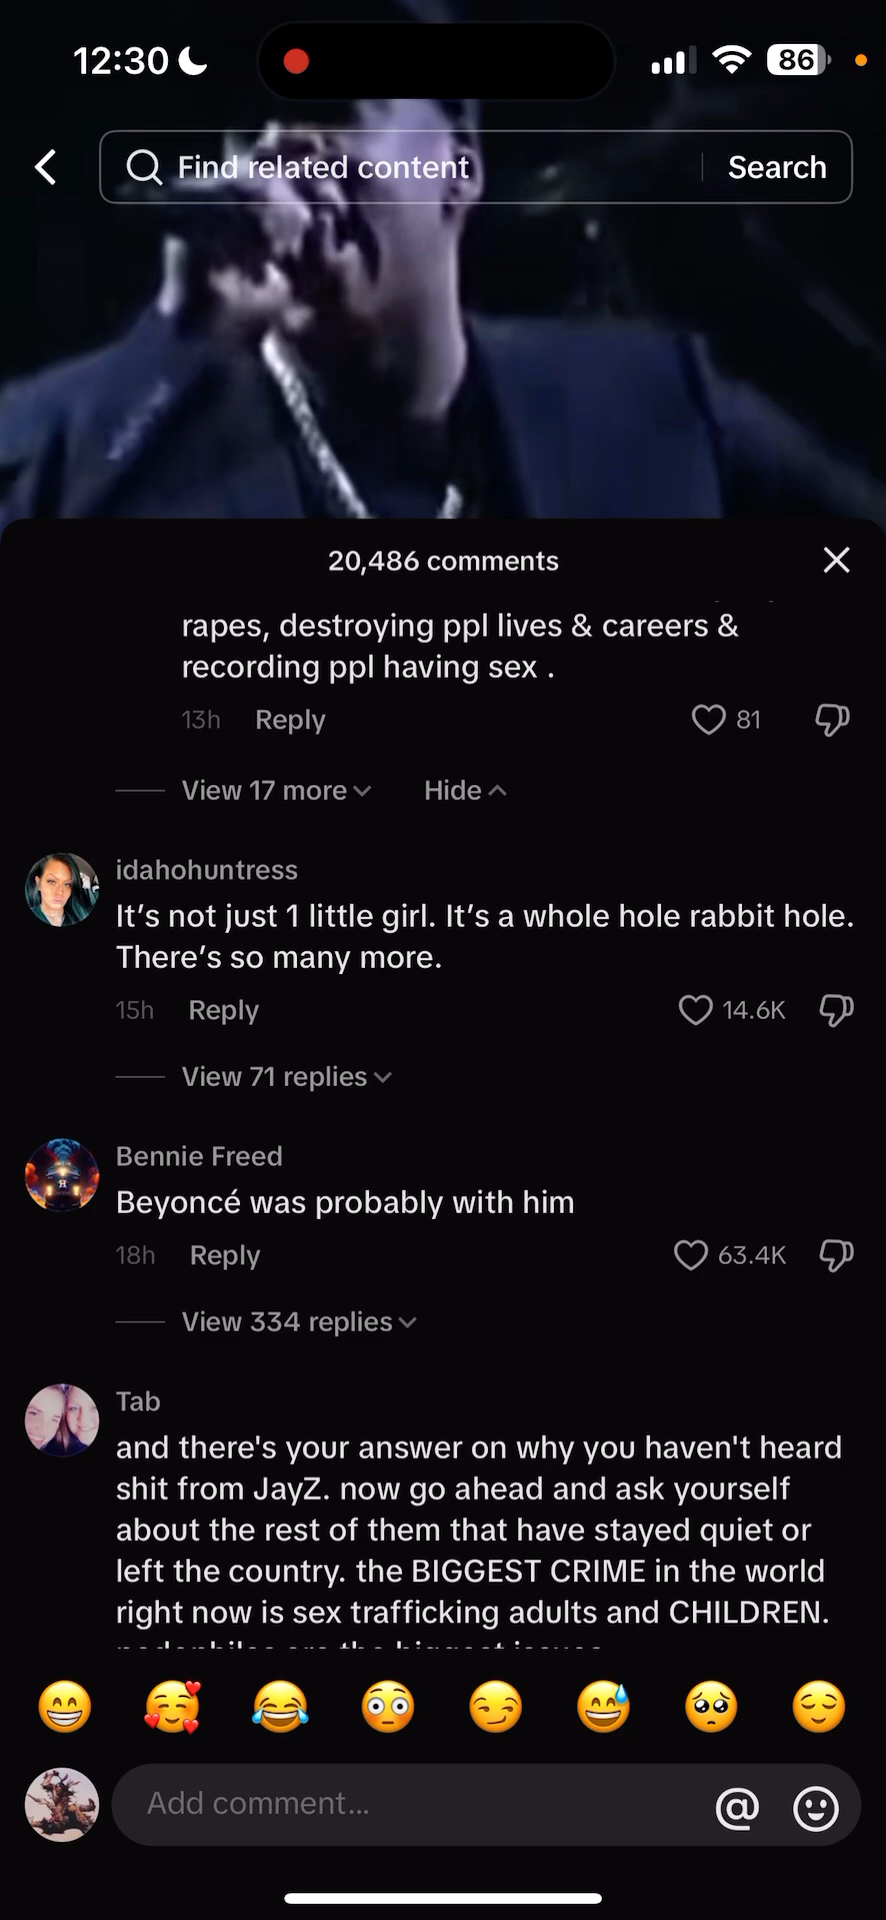 12:30
86
Find related content
Search
20,486 comments
rapes, destroying ppl lives & careers &
recording ppl having sex .
13h Reply 81
View 17 more Hide
idahohuntress
It’s not just 1 little girl. It’s a whole hole rabbit hole.
There’s so many more.
15h Reply 14.6K
View 71 replies
Bennie Freed
Beyoncé was probably with him
18h Reply 63.4K
View 334 replies
Tab
and there's your answer on why you haven't heard
shit from JayZ. now go ahead and ask yourself
about the rest of them that have stayed quiet or
left the country. the BIGGEST CRIME in the world
right now is sex trafficking adults and CHILDREN.
Add comment...
@